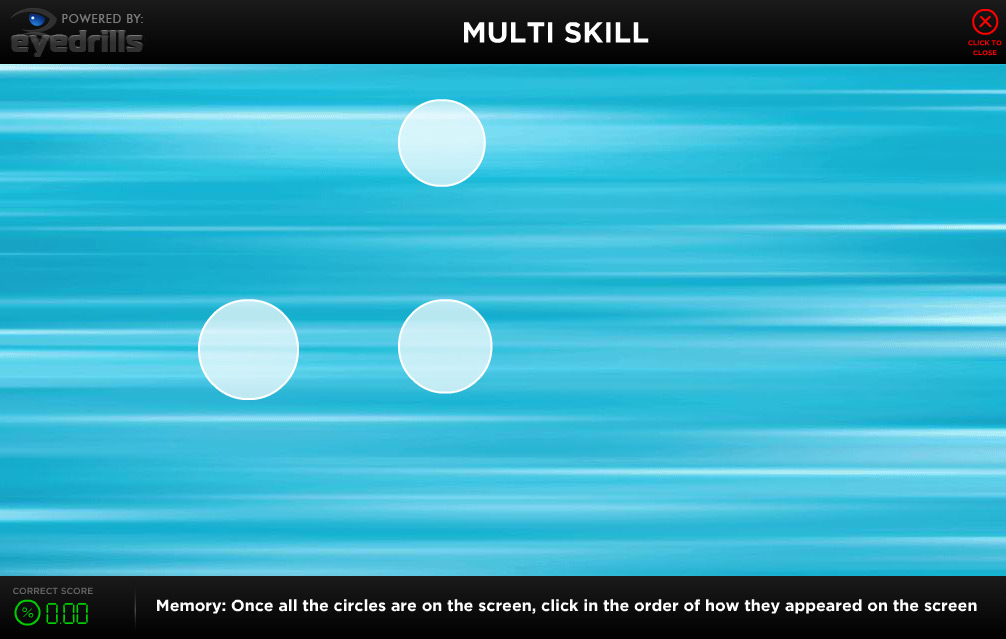 POWERED BY:
eyedrills
MULTI SKILL
CLICK TO
CLOSE
CORRECT SCORE
% 0.00
Memory: Once all the circles are on the screen, click in the order of how they appeared on the screen